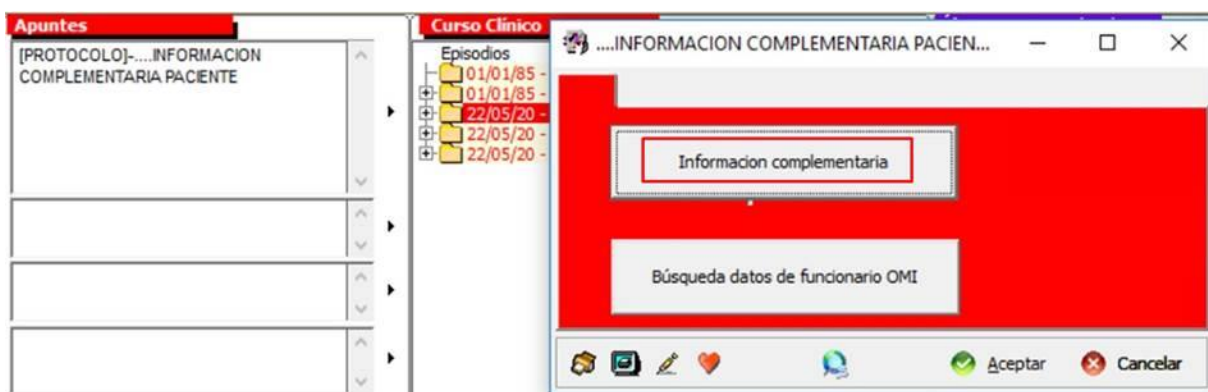 Apuntes
[PROTOCOLO]-....INFORMACION
COMPLEMENTARIA PACIENTE
Curso Clínico
Episodios
01/01/85 -
01/01/85 -
22/05/20 -
22/05/20 -
22/05/20 -
....INFORMACION COMPLEMENTARIA PACIEN...
Informacion complementaria
Búsqueda datos de funcionario OMI
Aceptar
Cancelar